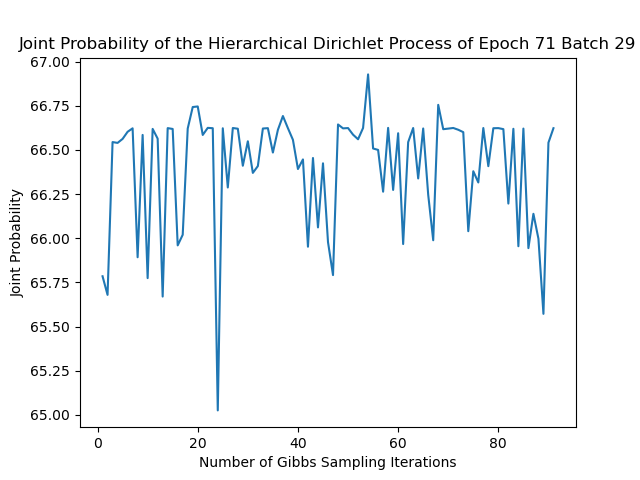 Joint Probability of the Hierarchical Dirichlet Process of Epoch 71 Batch 29
67.00
66.75
66.50
66.25
66.00
65.75
65.50
65.25
65.00
Joint Probability
0 20 40 60 80
Number of Gibbs Sampling Iterations